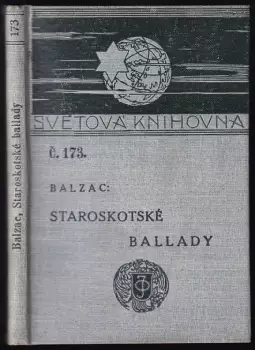 173
Balzac, Staroskotské ballady
SVĚTOVÁ KNIHOVNA
Č. 173.
BALZAC:
STAROSKOTSKÉ
BALLADY